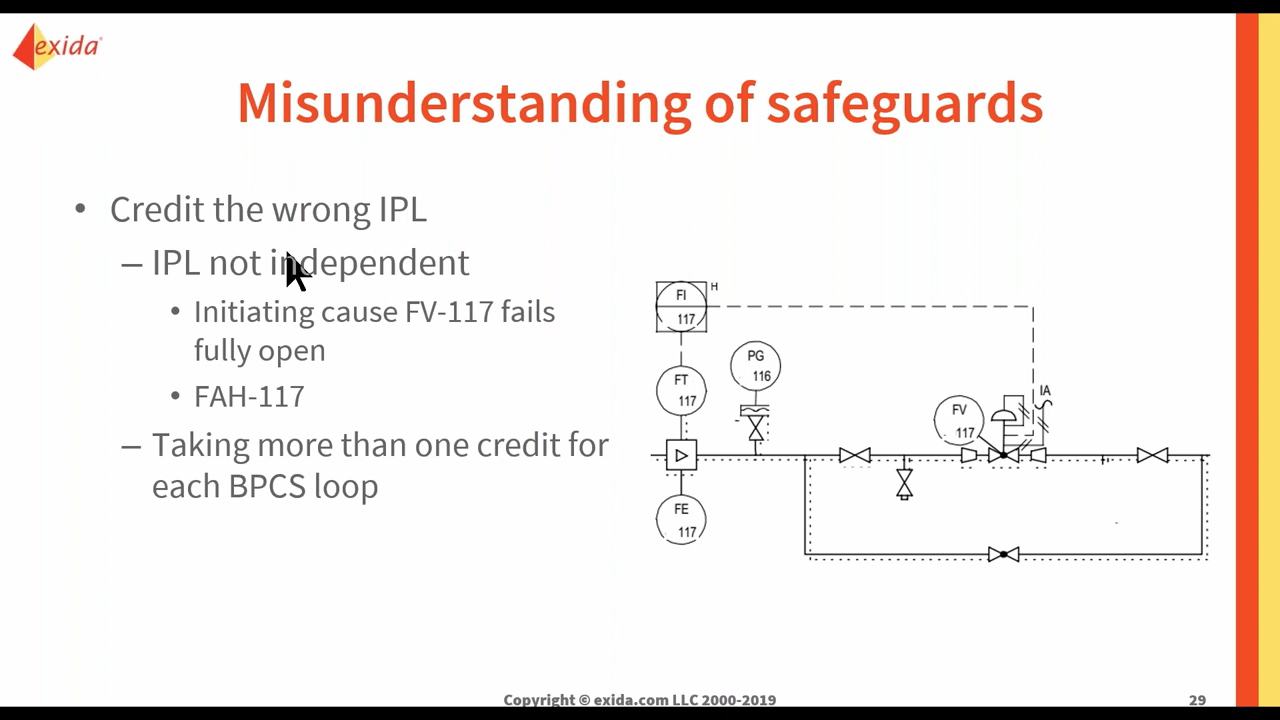 exida
Misunderstanding of safeguards
• Credit the wrong IPL
– IPL not independent
• Initiating cause FV-117 fails
fully open
• FAH-117
– Taking more than one credit for
each BPCS loop
FI
117
H
FT
117
PG
116
FV
117
IA
FE
117
Copyright © exida.com LLC 2000-2019
29